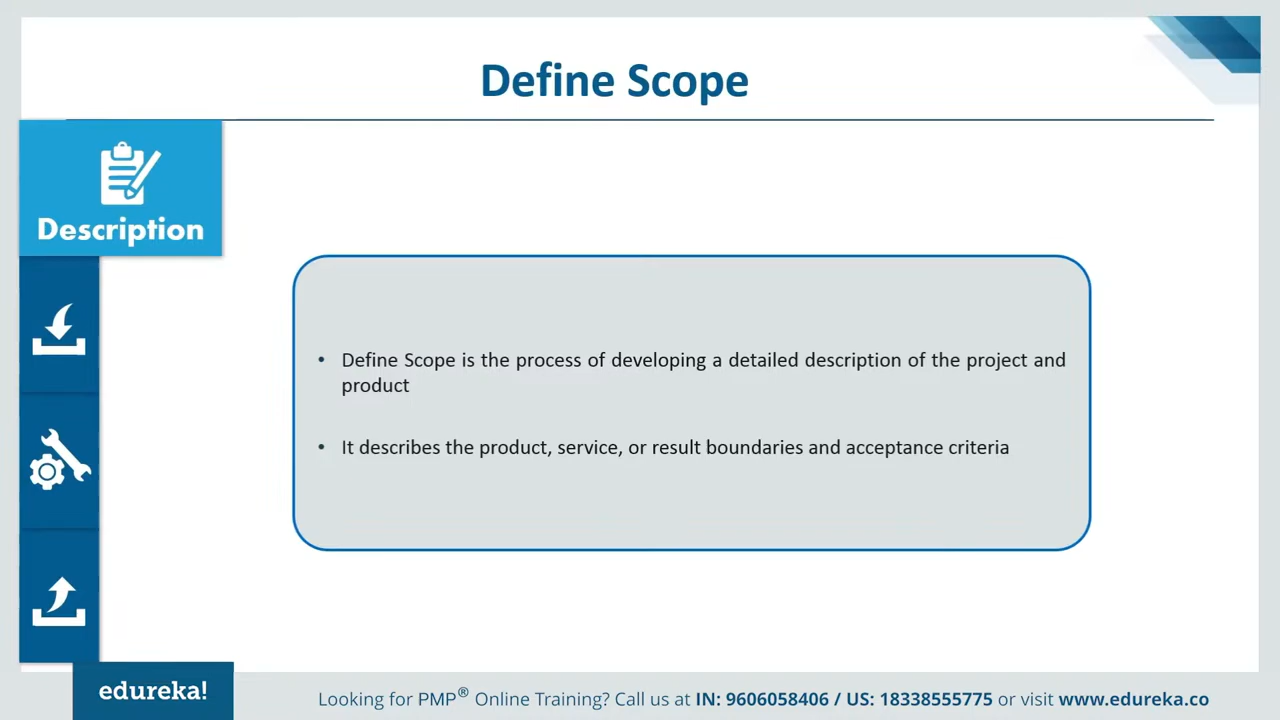 Define Scope
Description
• Define Scope is the process of developing a detailed description of the project and
product
• It describes the product, service, or result boundaries and acceptance criteria
edureka!
Looking for PMP® Online Training? Call us at IN: 9606058406 / US: 18338555775 or visit www.edureka.co